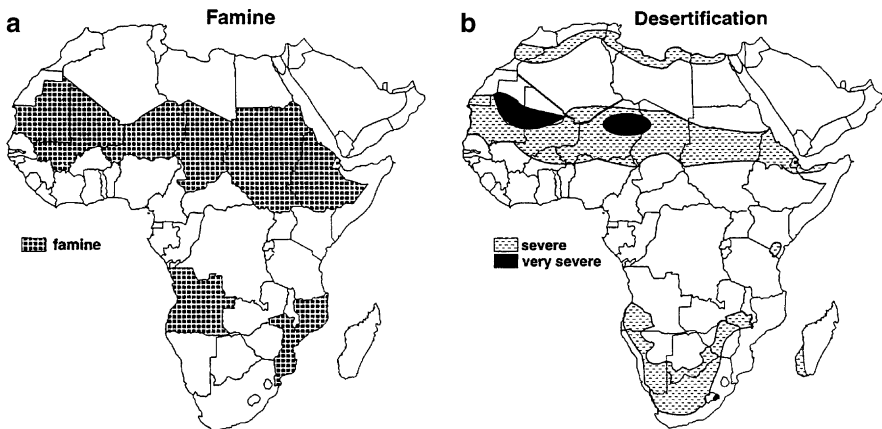 a
Famine
famine
b
Desertification
severe
very severe